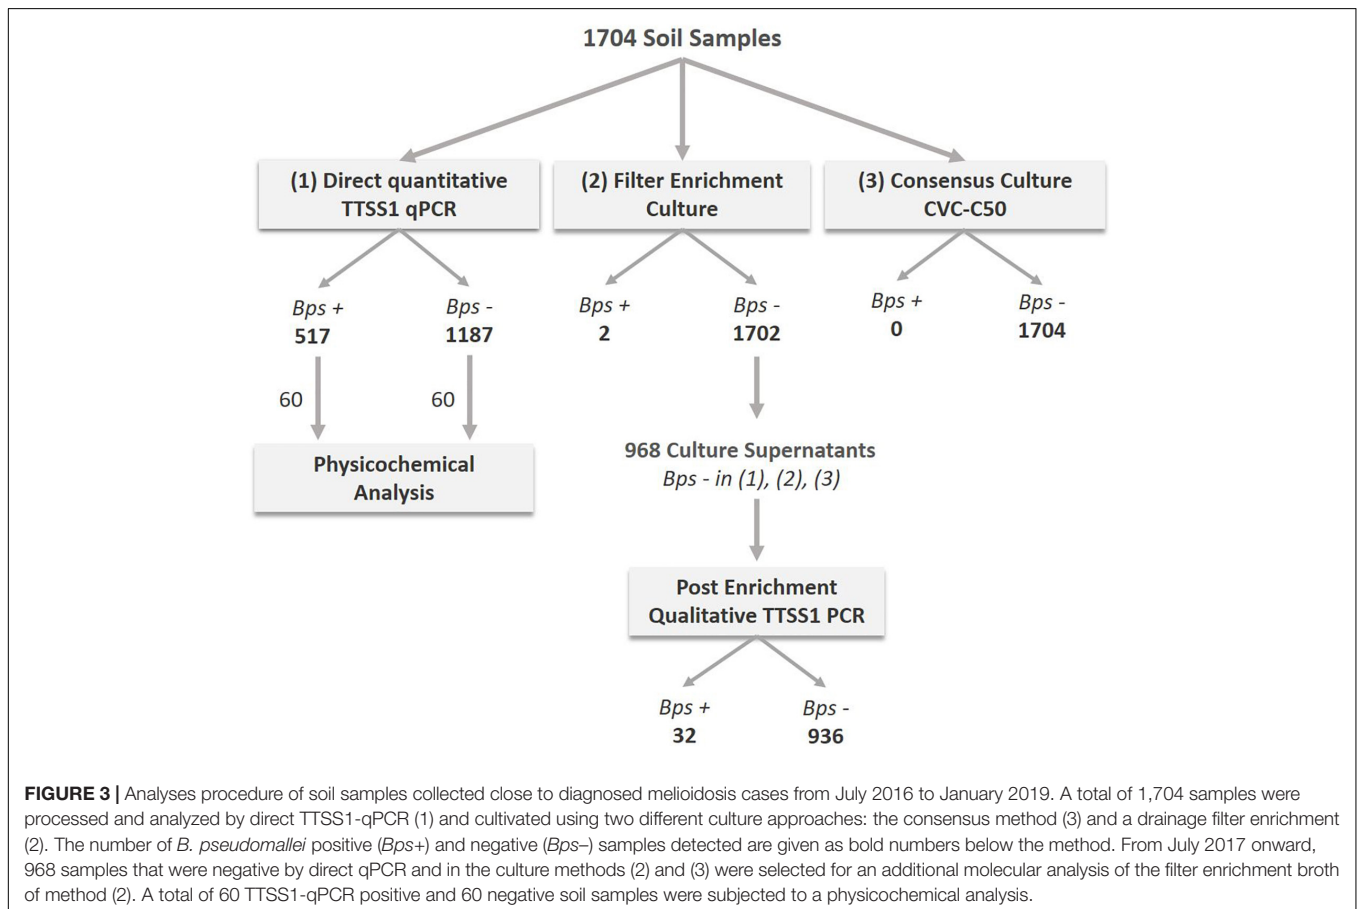 1704 Soil Samples
(1) Direct quantitative
TTSS1 qPCR
(2) Filter Enrichment
Culture
(3) Consensus Culture
CVC-C50
Bps +
517
Bps -
1187
Bps +
2
Bps -
1702
Bps +
0
Bps -
1704
60
60
Physicochemical
Analysis
968 Culture Supernatants
Bps - in (1), (2), (3)
Post Enrichment
Qualitative TTSS1 PCR
Bps +
32
Bps -
936
FIGURE 3 | Analyses procedure of soil samples collected close to diagnosed melioidosis cases from July 2016 to January 2019. A total of 1,704 samples were
processed and analyzed by direct TTSS1-qPCR (1) and cultivated using two different culture approaches: the consensus method (3) and a drainage filter enrichment
(2). The number of B. pseudomallei positive (Bps+) and negative (Bps–) samples detected are given as bold numbers below the method. From July 2017 onward,
968 samples that were negative by direct qPCR and in the culture methods (2) and (3) were selected for an additional molecular analysis of the filter enrichment broth
of method (2). A total of 60 TTSS1-qPCR positive and 60 negative soil samples were subjected to a physicochemical analysis.